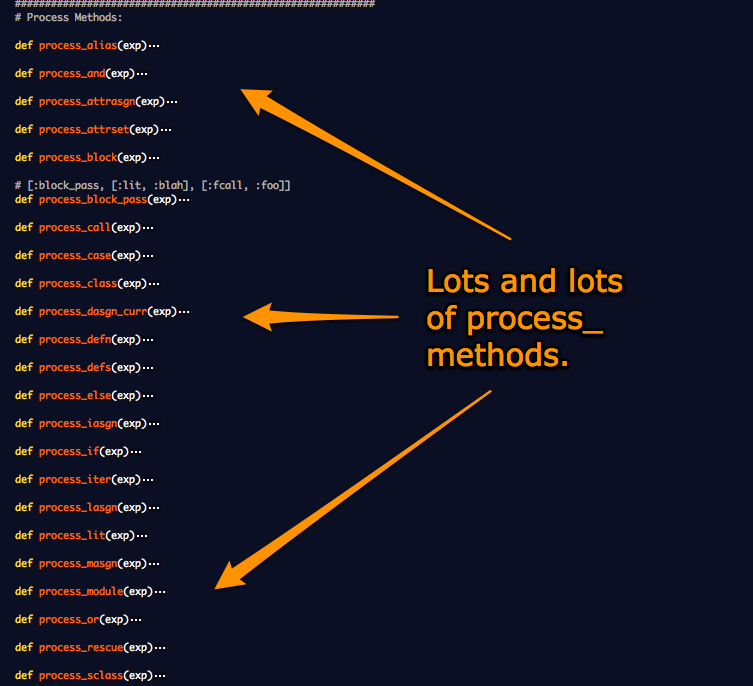 ############################################################
# Process Methods:
def process_alias(exp)…
def process_and(exp)…
def process_attrasgn(exp)…
def process_attrset(exp)…
def process_block(exp)…
# [:block_pass, [:lit, :blah], [:fcall, :foo]]
def process_block_pass(exp)…
def process_call(exp)…
def process_case(exp)…
def process_class(exp)…
def process_dasgn_curr(exp)…
def process_defn(exp)…
def process_defs(exp)…
def process_else(exp)…
def process_iasgn(exp)…
def process_if(exp)…
def process_iter(exp)…
def process_lasgn(exp)…
def process_lit(exp)…
def process_masgn(exp)…
def process_module(exp)…
def process_or(exp)…
def process_rescue(exp)…
def process_sclass(exp)…
Lots and lots
of process_
methods.